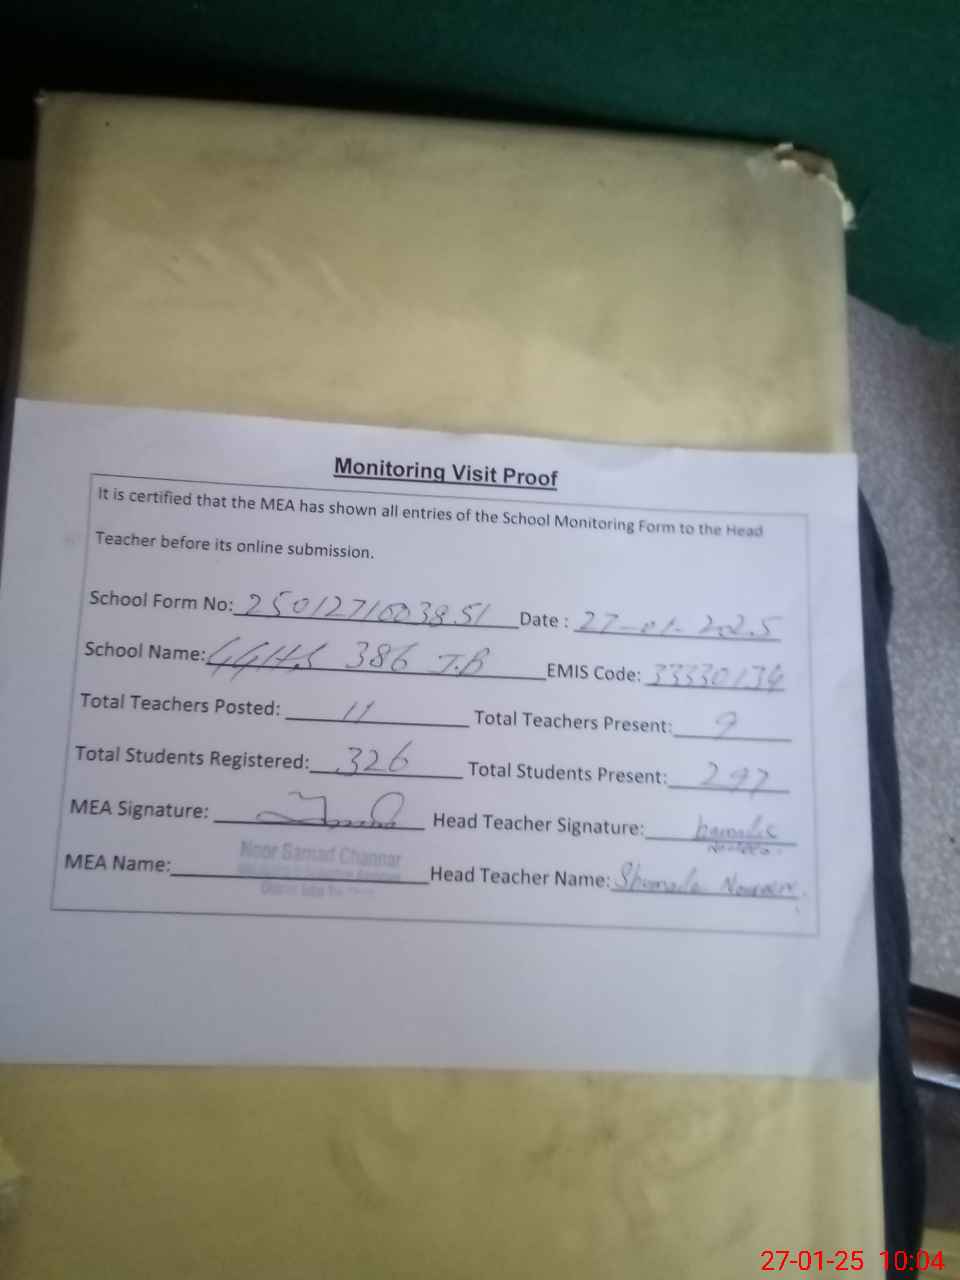 Monitoring Visit Proof
It is certified that the MEA has shown all entries of the School Monitoring Form to the Head
Teacher before its online submission.
School Form No: 2501271003851 Date : 27-01-2025
School Name: GGHS 386 J.B EMIS Code: 33330134
Total Teachers Posted: 11 Total Teachers Present: 9
Total Students Registered: 326 Total Students Present: 297
MEA Signature: Head Teacher Signature:
MEA Name: Noor Samad Channar Head Teacher Name: Shumaila
27-01-25 10:04